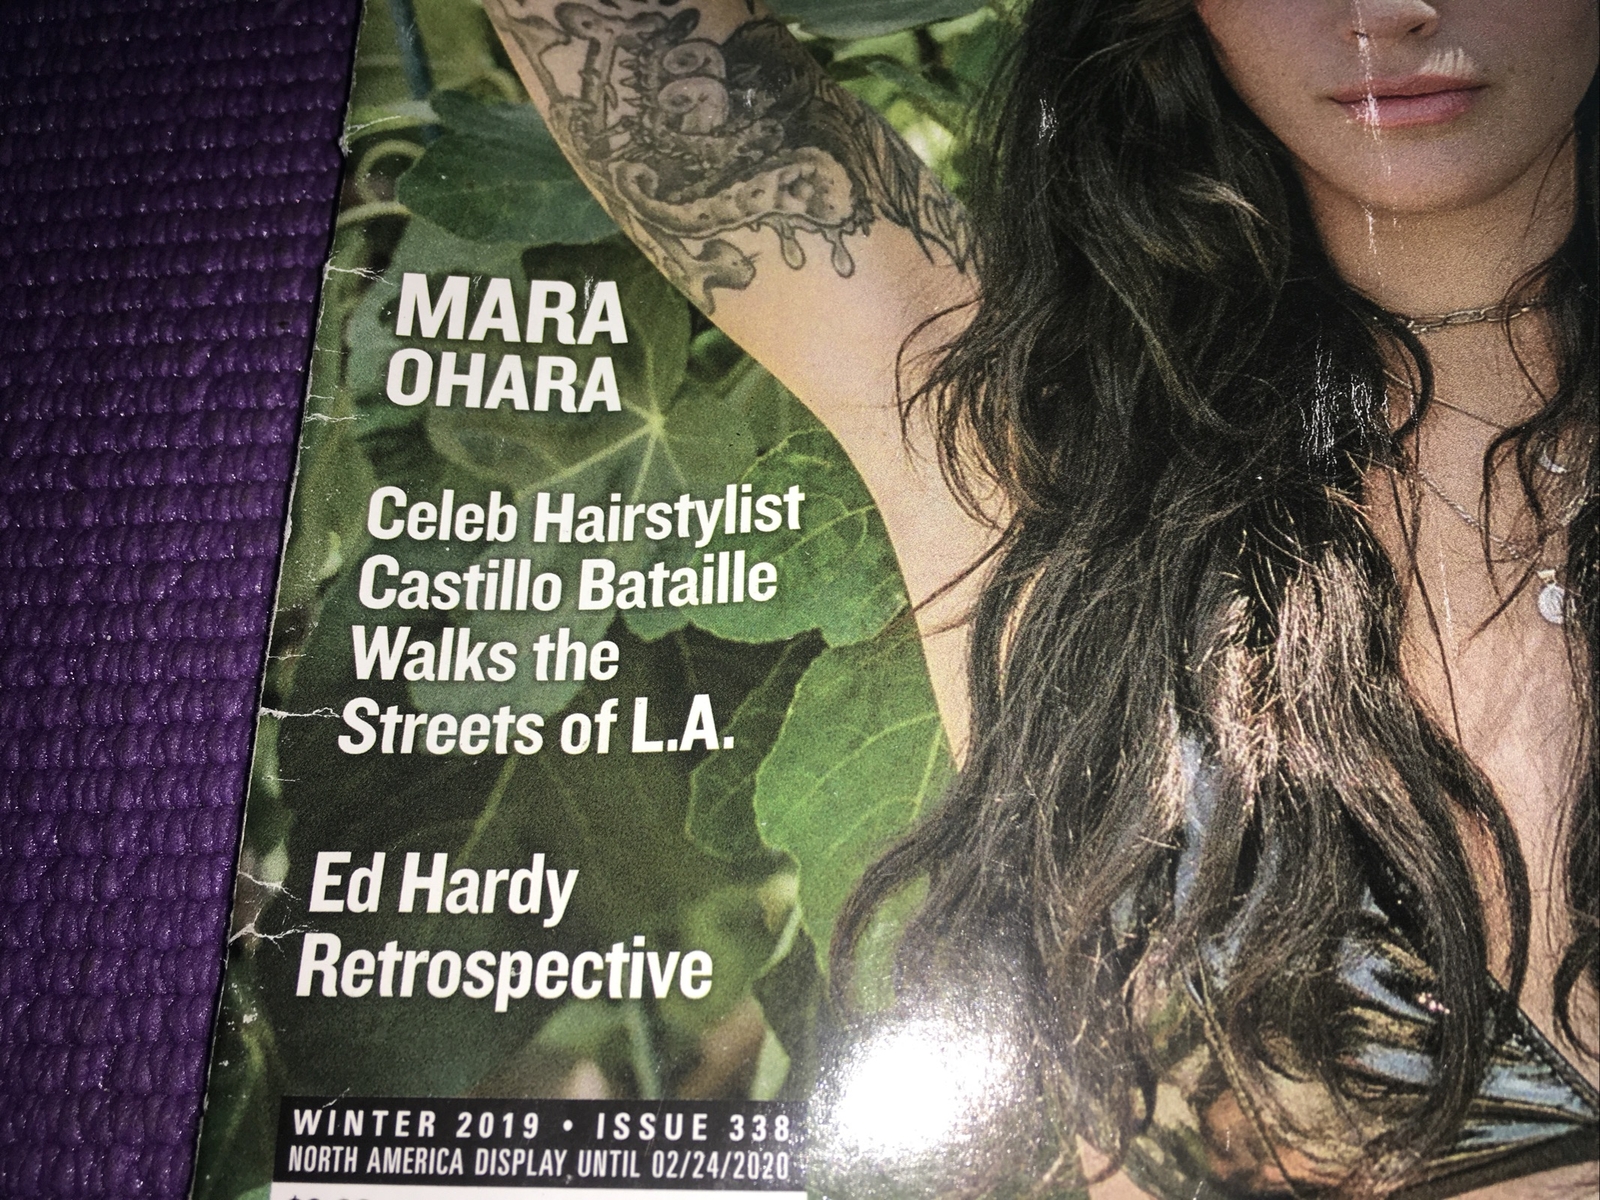 MARA
OHARA
Celeb Hairstylist
Castillo Bataille
Walks the
Streets of L.A.
Ed Hardy
Retrospective
WINTER 2019 • ISSUE 338
NORTH AMERICA DISPLAY UNTIL 02/24/2020